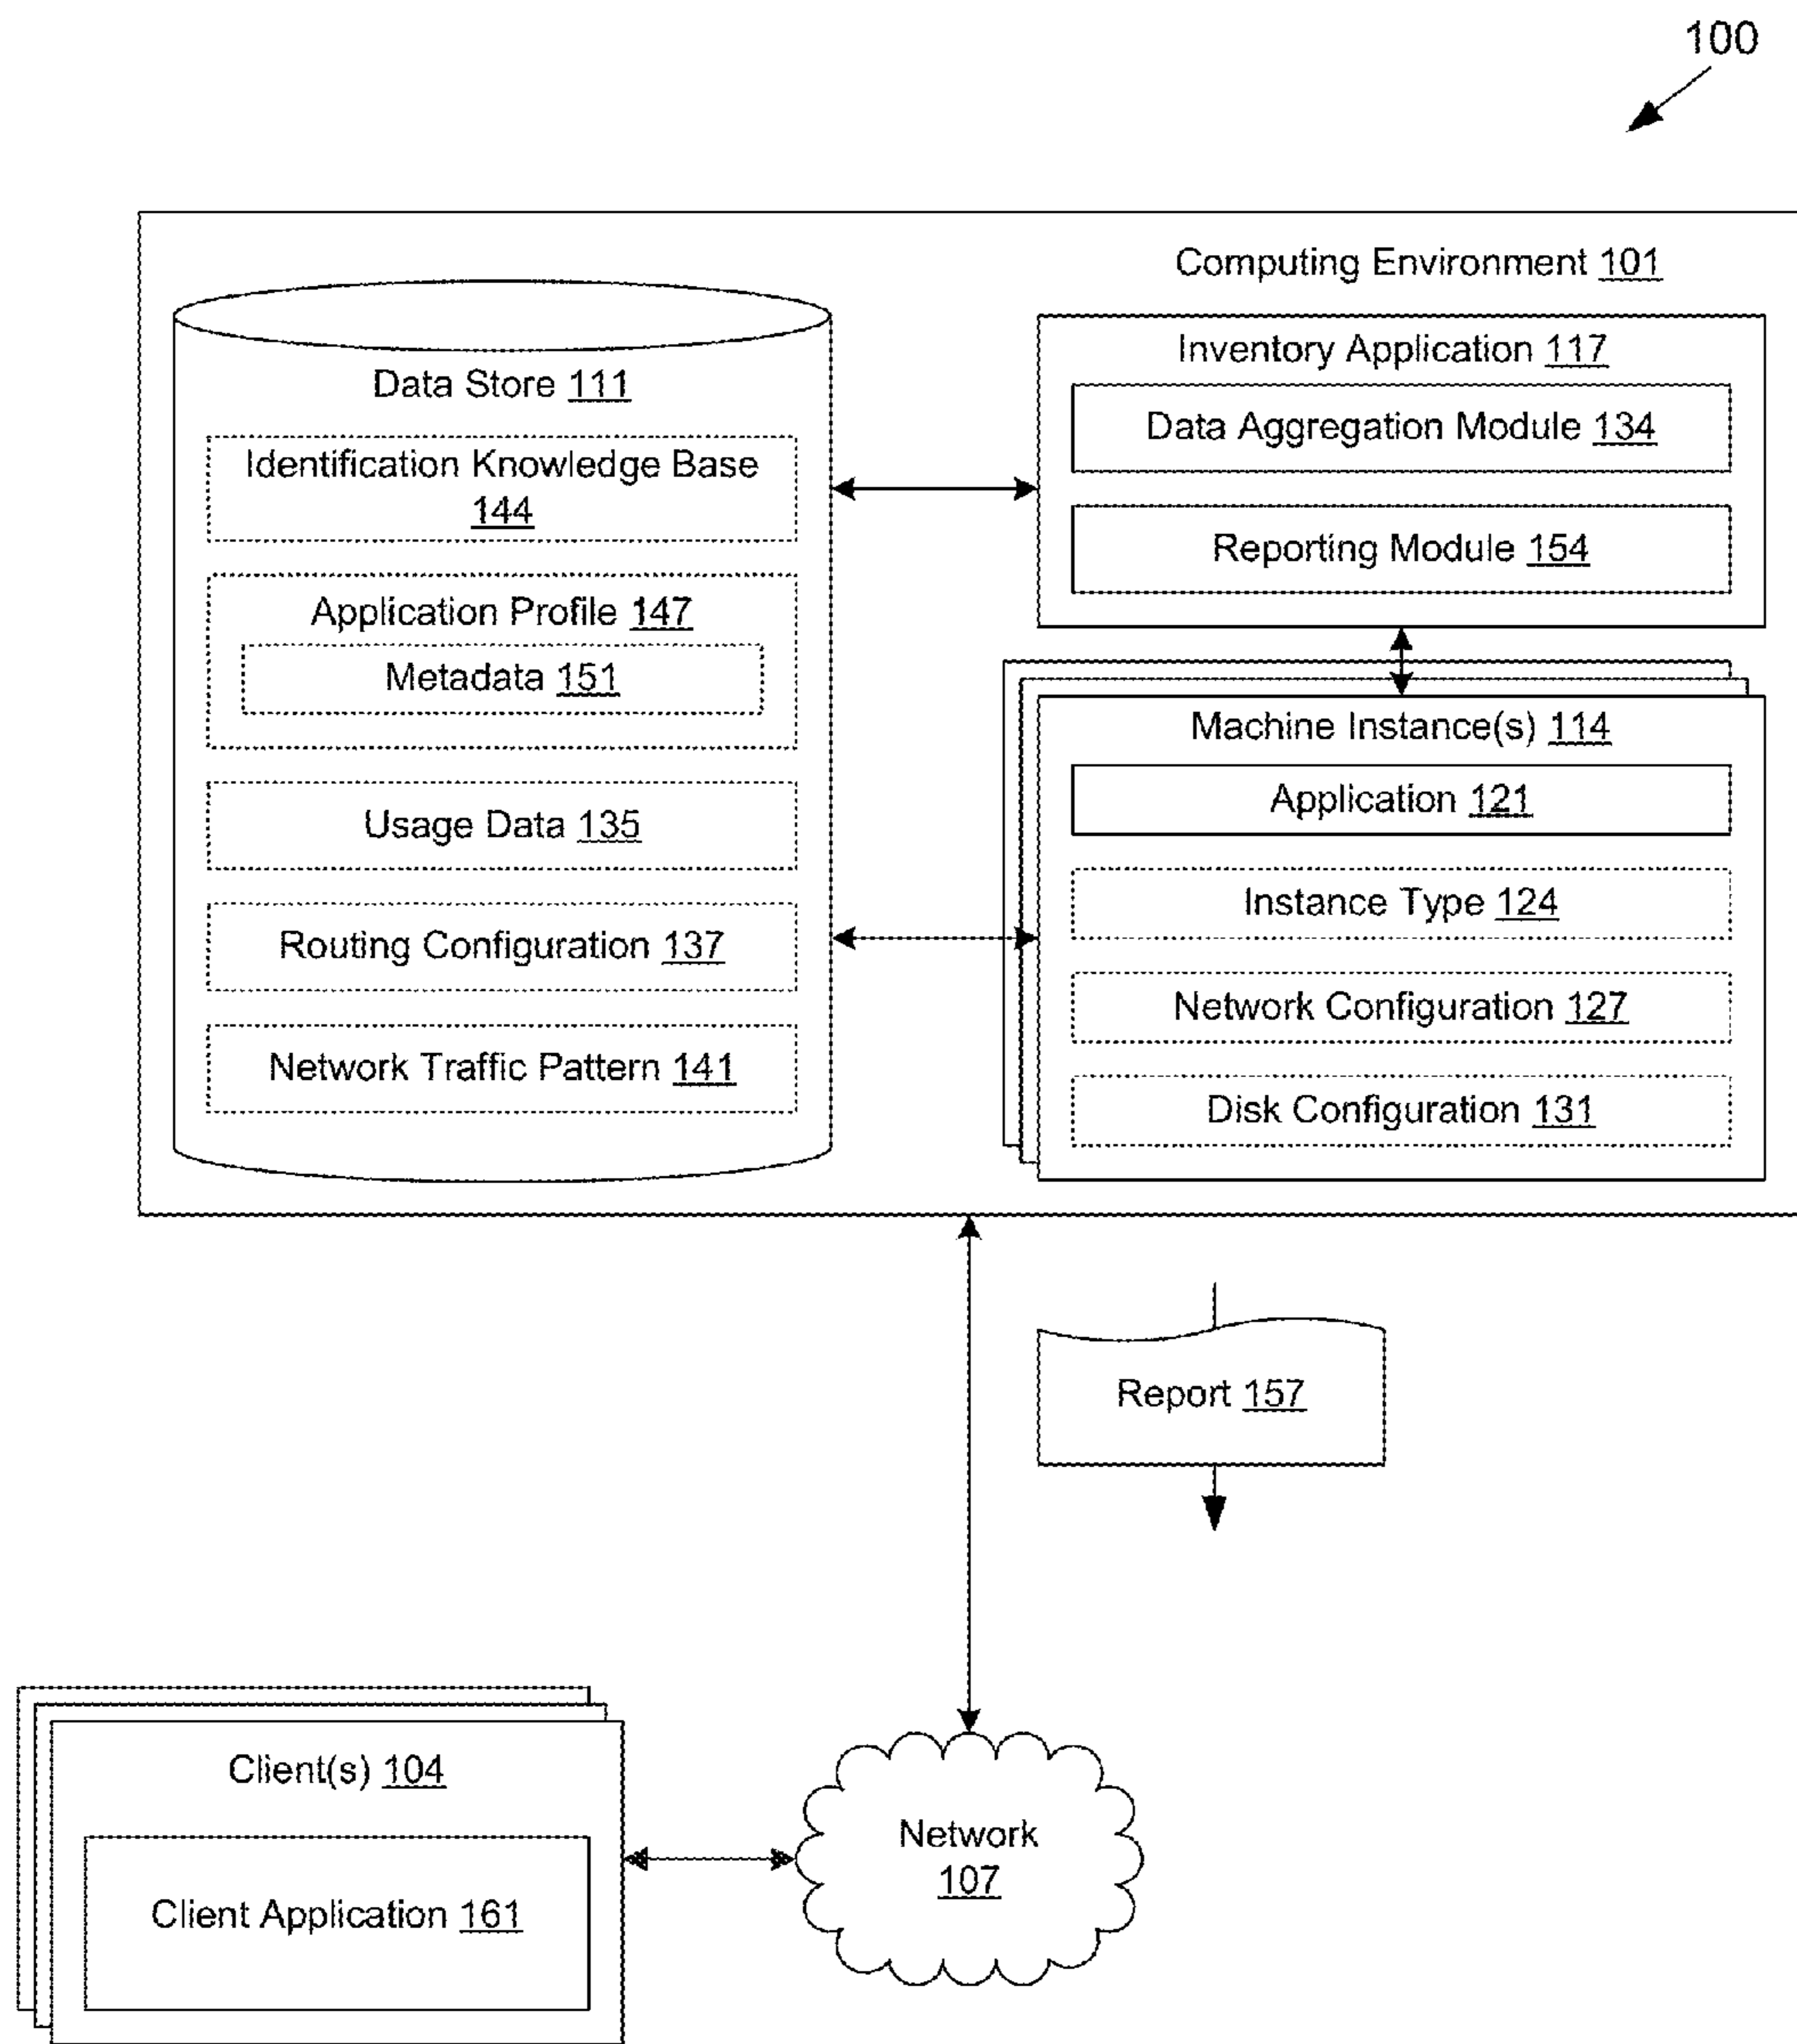 100
Computing Environment 101
Data Store 111
Identification Knowledge Base
144
Application Profile 147
Metadata 151
Usage Data 135
Routing Configuration 137
Network Traffic Pattern 141
Inventory Application 117
Data Aggregation Module 134
Reporting Module 154
Machine Instance(s) 114
Application 121
Instance Type 124
Network Configuration 127
Disk Configuration 131
Report 157
Client(s) 104
Client Application 161
Network
107